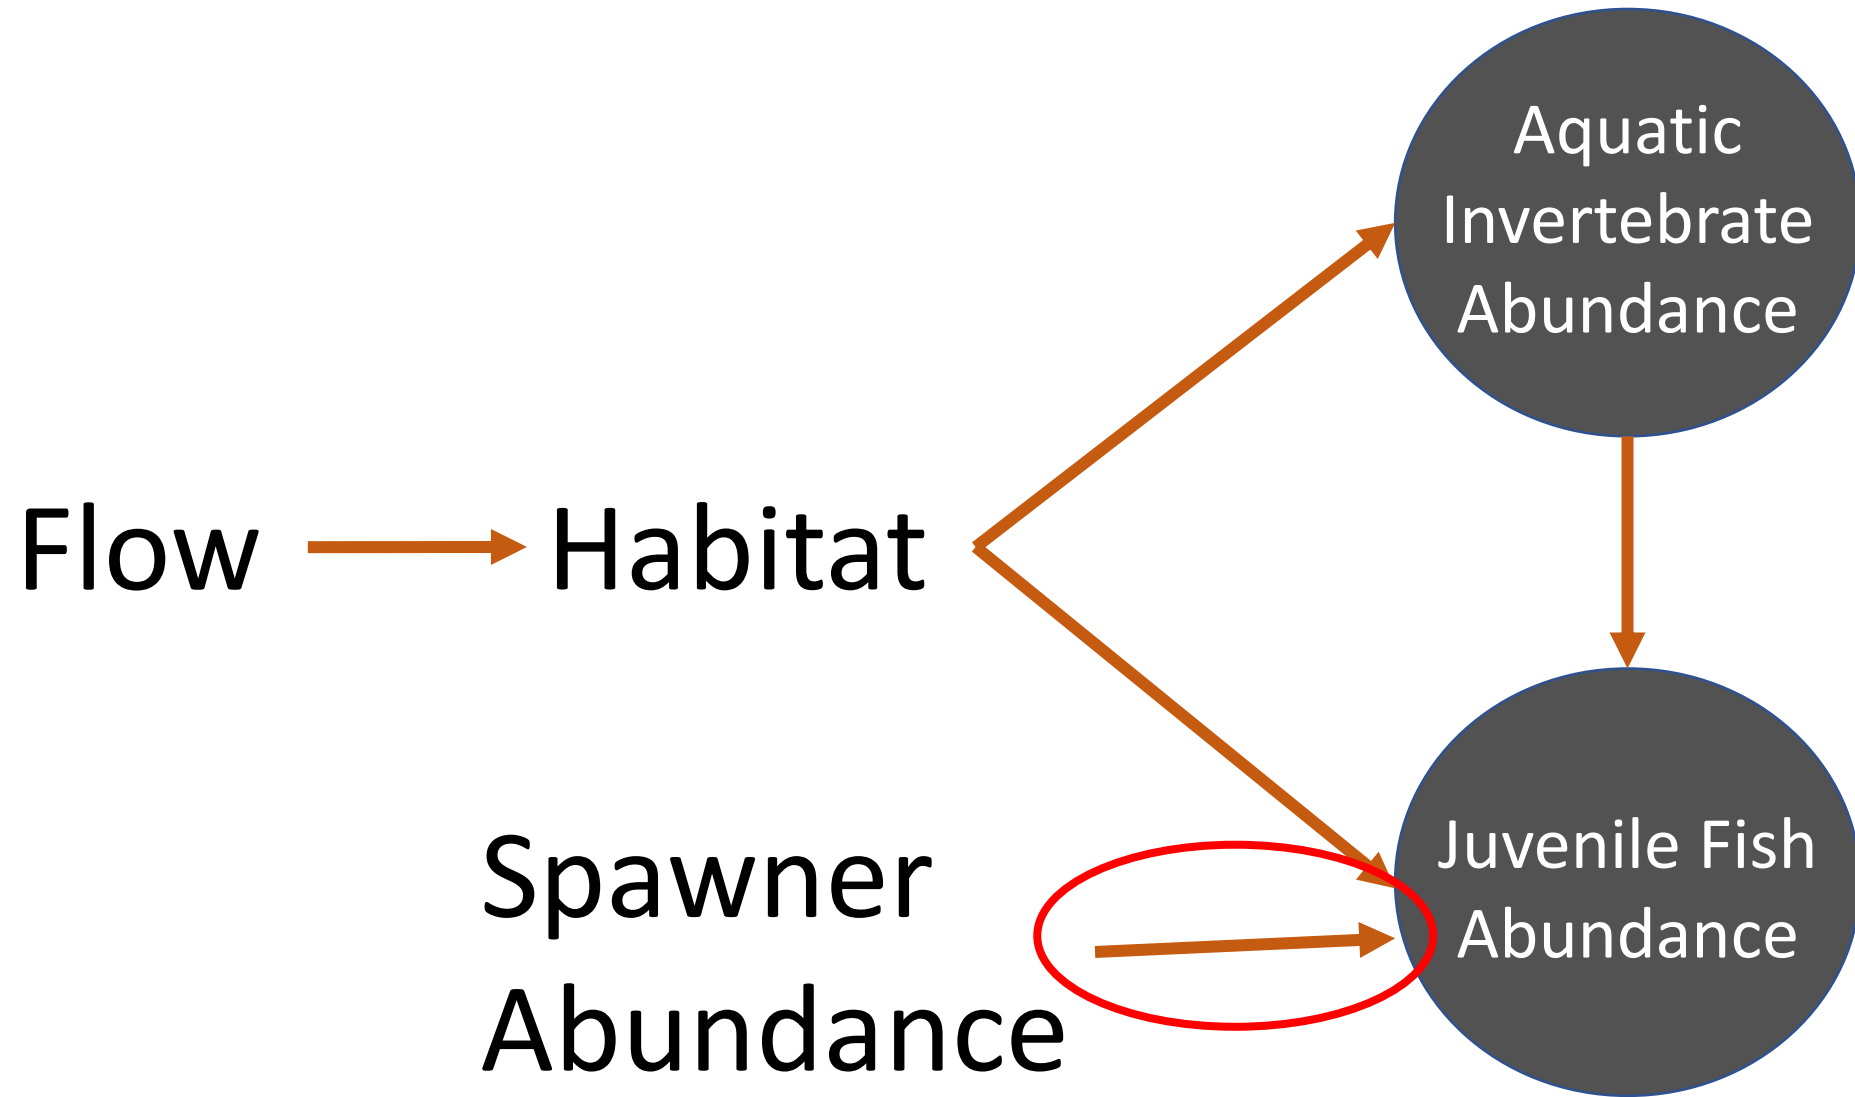 Aquatic
Invertebrate
Abundance
Flow
Habitat
Spawner
Abundance
Juvenile Fish
Abundance